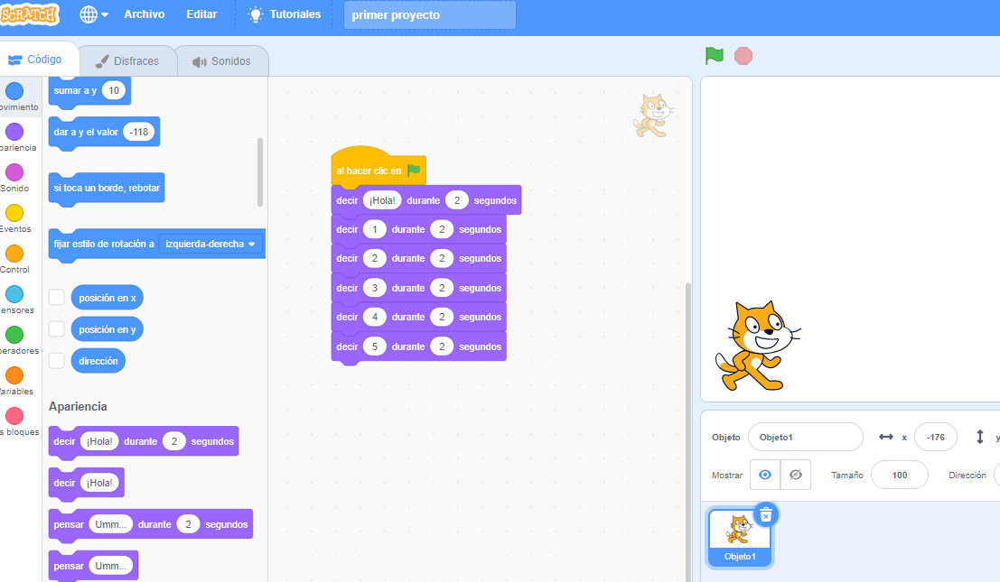 SCRATCH
Archivo
Editar
Tutoriales
primer proyecto
Código
Disfraces
Sonidos
ovimiento
pariencia
Sonido
Eventos
Control
ensores
peradores
Variables
s bloques
sumar a y 10
dar a y el valor -118
si toca un borde, rebotar
fijar estilo de rotación a izquierda-derecha
posición en x
posición en y
dirección
Apariencia
decir ¡Hola! durante 2 segundos
decir ¡Hola!
pensar Umm... durante 2 segundos
pensar Umm...
al hacer clic en
decir ¡Hola! durante 2 segundos
decir 1 durante 2 segundos
decir 2 durante 2 segundos
decir 3 durante 2 segundos
decir 4 durante 2 segundos
decir 5 durante 2 segundos
Objeto Objeto1 x -176 y
Mostrar Tamaño 100 Dirección
Objeto1